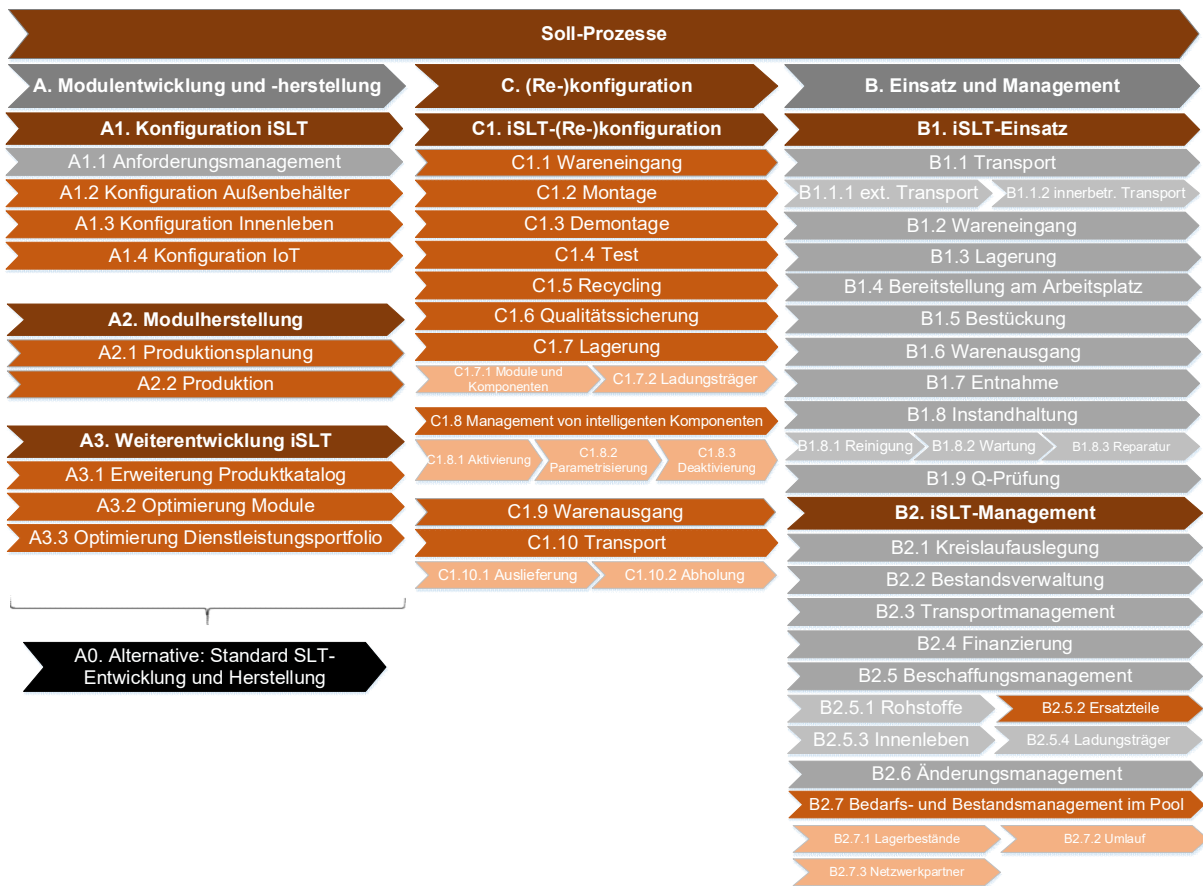 Soll-Prozesse
A. Modulentwicklung und -herstellung
A1. Konfiguration iSLT
A1.1 Anforderungsmanagement
A1.2 Konfiguration Außenbehälter
A1.3 Konfiguration Innenleben
A1.4 Konfiguration IoT
A2. Modulherstellung
A2.1 Produktionsplanung
A2.2 Produktion
A3. Weiterentwicklung iSLT
A3.1 Erweiterung Produktkatalog
A3.2 Optimierung Module
A3.3 Optimierung Dienstleistungsportfolio
A0. Alternative: Standard SLT-
Entwicklung und Herstellung
C. (Re-)konfiguration
C1. iSLT-(Re-)konfiguration
C1.1 Wareneingang
C1.2 Montage
C1.3 Demontage
C1.4 Test
C1.5 Recycling
C1.6 Qualitätssicherung
C1.7 Lagerung
C1.7.1 Module und
Komponenten
C1.7.2 Ladungsträger
C1.8 Management von intelligenten Komponenten
C1.8.1 Aktivierung
C1.8.2
Parametrisierung
C1.8.3
Deaktivierung
C1.9 Warenausgang
C1.10 Transport
C1.10.1 Auslieferung
C1.10.2 Abholung
B. Einsatz und Management
B1. iSLT-Einsatz
B1.1 Transport
B1.1.1 ext. Transport
B1.1.2 innerbetr. Transport
B1.2 Wareneingang
B1.3 Lagerung
B1.4 Bereitstellung am Arbeitsplatz
B1.5 Bestückung
B1.6 Warenausgang
B1.7 Entnahme
B1.8 Instandhaltung
B1.8.1 Reinigung
B1.8.2 Wartung
B1.8.3 Reparatur
B1.9 Q-Prüfung
B2. iSLT-Management
B2.1 Kreislaufauslegung
B2.2 Bestandsverwaltung
B2.3 Transportmanagement
B2.4 Finanzierung
B2.5 Beschaffungsmanagement
B2.5.1 Rohstoffe
B2.5.2 Ersatzteile
B2.5.3 Innenleben
B2.5.4 Ladungsträger
B2.6 Änderungsmanagement
B2.7 Bedarfs- und Bestandsmanagement im Pool
B2.7.1 Lagerbestände
B2.7.2 Umlauf
B2.7.3 Netzwerkpartner